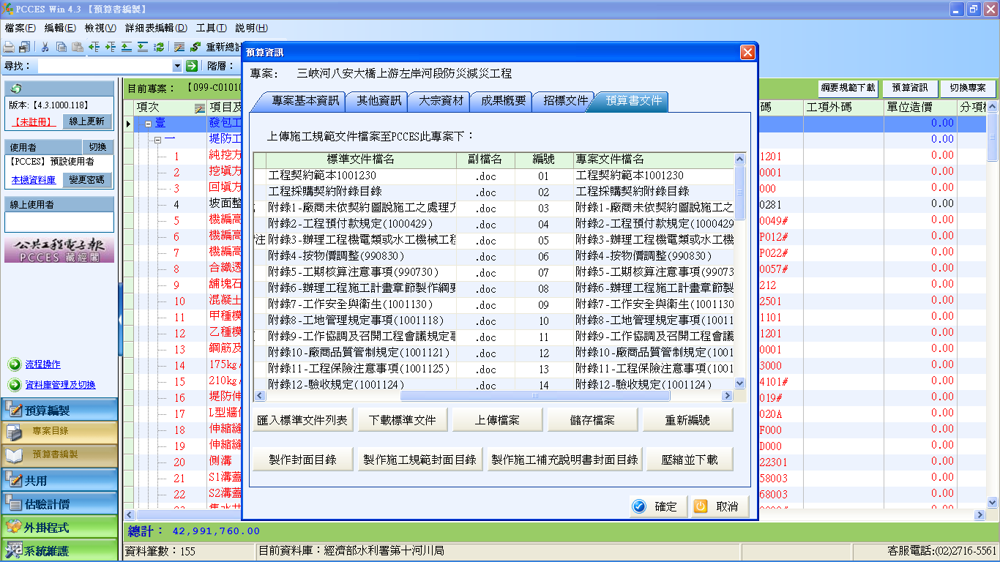 PCCES Win 4.3 【預算書編製】
檔案(F) 編輯(E) 檢視(V) 詳細表編輯(D) 工具(T) 說明(H)
重新總計
尋找： 階層：
版本:【4.3.1000.118】
【未註冊】 線上更新
使用者 切換
【PCCES】預設使用者
本機資料庫 變更密碼
線上使用者
公共工程電子報
PCCES 藏經閣
流程操作
資料庫管理及切換
預算編製
專案目錄
預算書編製
共用
估驗計價
外掛程式
系統維護
目前專案： 【099-C01010
綱要規範下載 預算資訊 切換專案
項次 項目及
碼 工項外碼 單位造價 分項
壹 發包工 0.00
一 堤防工 0.00
1 純挖方 1201 0.00
2 挖填方 0001 0.00
3 回填方 000 0.00
4 坡面整 0281 0.00
5 機編高 0049# 0.00
6 機編高 P012# 0.00
7 機編高 P022# 0.00
8 合織透 0057# 0.00
9 舖塊石 212 0.00
10 混凝土 2501 0.00
11 甲種模 1101 0.00
12 乙種模 1201 0.00
13 鋼筋及 0001 0.00
14 175kg 3000 0.00
15 210kg 4101# 0.00
16 堤防伸 019# 0.00
17 L型牆 020A 0.00
18 伸縮縫 F000 0.00
19 伸縮縫 D000 0.00
20 側溝 22301 0.00
21 S1溝蓋 58003 0.00
22 S2溝蓋 68003 0.00
預算資訊
專案： 三峽河八安大橋上游左岸河段防災減災工程
專案基本資訊 其他資訊 大宗資材 成果概要 招標文件 預算書文件
上傳施工規範文件檔案至PCCES此專案下：
標準文件檔名 副檔名 編號 專案文件檔名
工程契約範本1001230 .doc 01 工程契約範本1001230
工程採購契約附錄目錄 .doc 02 工程採購契約附錄目錄
附錄1-廠商未依契約圖說施工之處理方 .doc 03 附錄1-廠商未依契約圖說施工之
附錄2-工程預付款規定(1000429) .doc 04 附錄2-工程預付款規定(1000429
注 附錄3-辦理工程機電類或水工機械工程 .doc 05 附錄3-辦理工程機電類或水工機
附錄4-按物價調整(990830) .doc 06 附錄4-按物價調整(990830)
附錄5-工期核算注意事項(990730) .doc 07 附錄5-工期核算注意事項(99073
附錄6-辦理工程施工計畫章節製作綱要 .doc 08 附錄6-辦理工程施工計畫章節製
附錄7-工作安全與衛生(1001130) .doc 09 附錄7-工作安全與衛生(1001130
附錄8-工地管理規定事項(1001118) .doc 10 附錄8-工地管理規定事項(10011
附錄9-工作協調及召開工程會議規定事 .doc 11 附錄9-工作協調及召開工程會議
附錄10-廠商品質管制規定(1001121) .doc 12 附錄10-廠商品質管制規定(1001
附錄11-工程保險注意事項(1001125) .doc 13 附錄11-工程保險注意事項(1001
附錄12-驗收規定(1001124) .doc 14 附錄12-驗收規定(1001124)
匯入標準文件列表 下載標準文件 上傳檔案 儲存檔案 重新編號
製作封面目錄 製作施工規範封面目錄 製作施工補充說明書封面目錄 壓縮並下載
確定 取消
總計： 42,991,760.00
資料筆數：155 目前資料庫：經濟部水利署第十河川局 客服電話:(02)2716-5561